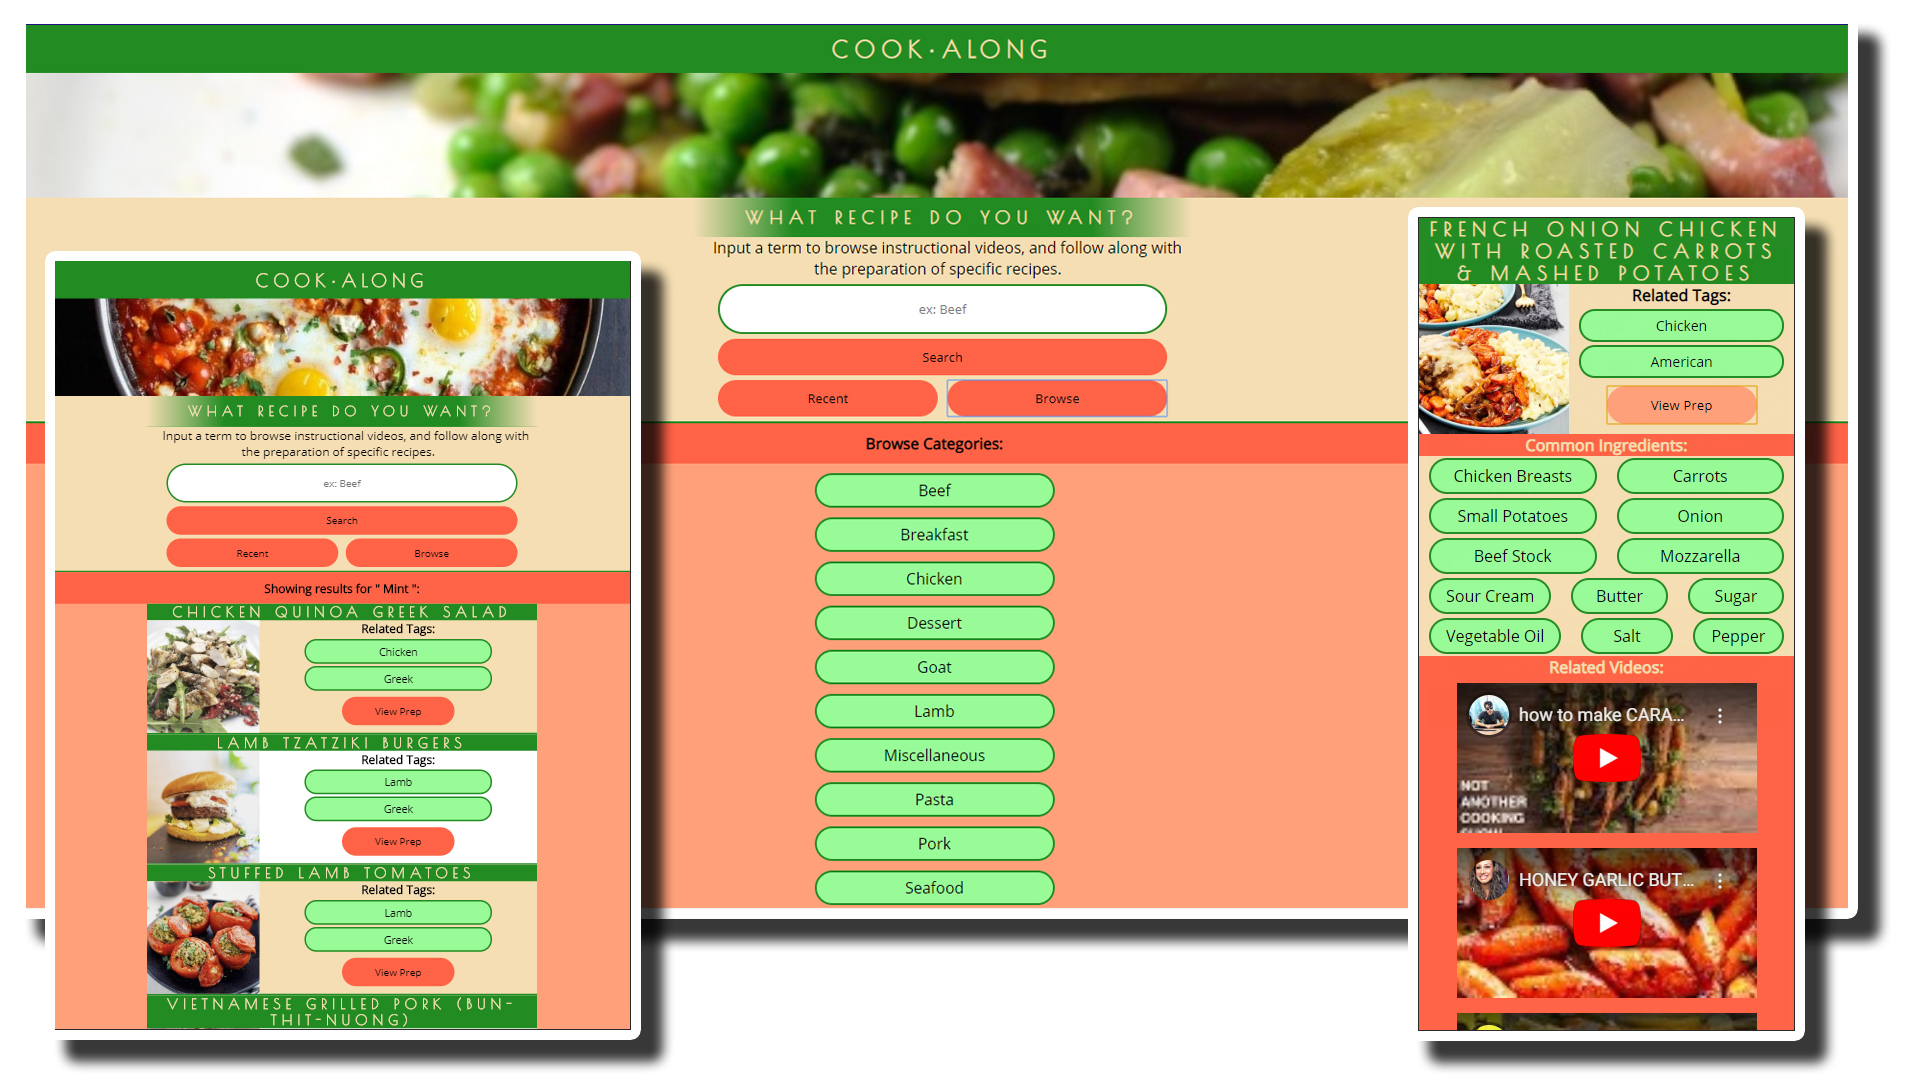 COOK·ALONG
WHAT RECIPE DO YOU WANT?
Input a term to browse instructional videos, and follow along with
the preparation of specific recipes.
ex: Beef
Search
Recent
Browse
Browse Categories:
Beef
Breakfast
Chicken
Dessert
Goat
Lamb
Miscellaneous
Pasta
Pork
Seafood
COOK·ALONG
WHAT RECIPE DO YOU WANT?
Input a term to browse instructional videos, and follow along with
the preparation of specific recipes.
ex: Beef
Search
Recent
Browse
Showing results for " Mint ":
CHICKEN QUINOA GREEK SALAD
Related Tags:
Chicken
Greek
View Prep
LAMB TZATZIKI BURGERS
Related Tags:
Lamb
Greek
View Prep
STUFFED LAMB TOMATOES
Related Tags:
Lamb
Greek
View Prep
VIETNAMESE GRILLED PORK (BUN-
THIT-NUONG)
FRENCH ONION CHICKEN
WITH ROASTED CARROTS
& MASHED POTATOES
Related Tags:
Chicken
American
View Prep
Common Ingredients:
Chicken Breasts
Carrots
Small Potatoes
Onion
Beef Stock
Mozzarella
Sour Cream
Butter
Sugar
Vegetable Oil
Salt
Pepper
Related Videos:
how to make CARA...
NOT
ANOTHER
COOKING
SHOW
HONEY GARLIC BUT...